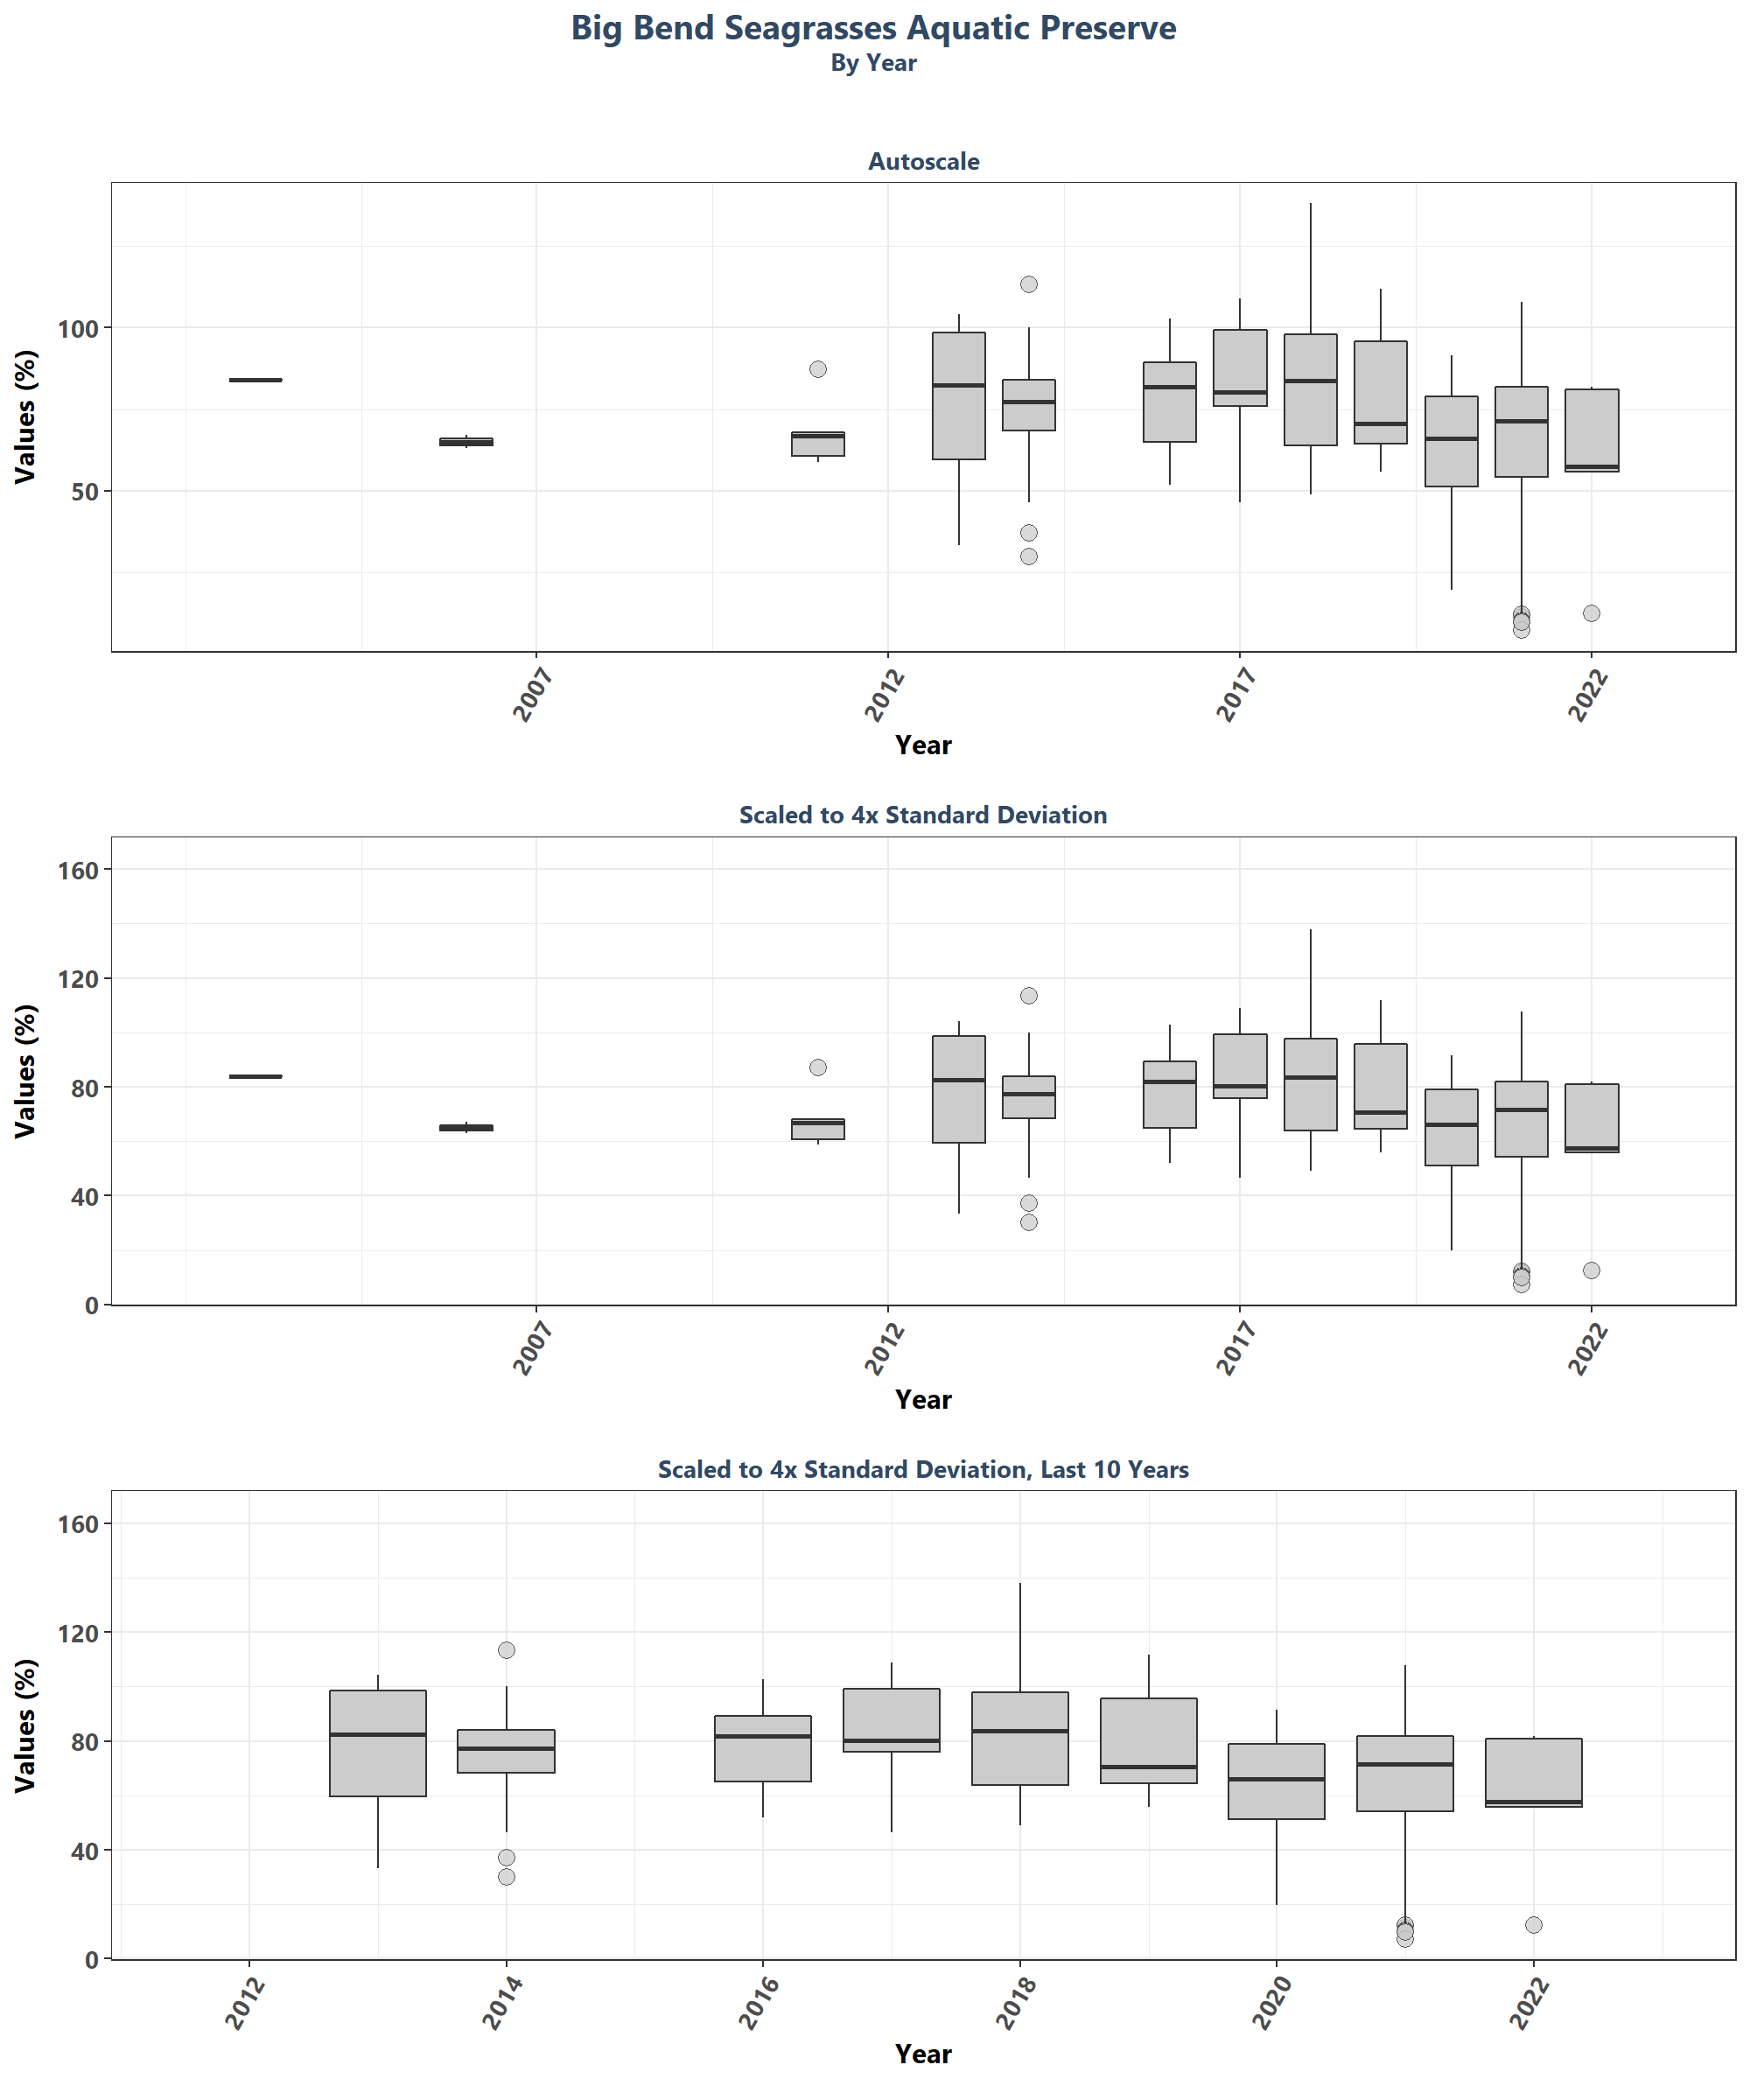 Big Bend Seagrasses Aquatic Preserve
By Year
Autoscale
Values (%)
100
50
2007
2012
2017
2022
Year
Scaled to 4x Standard Deviation
Values (%)
160
120
80
40
0
2007
2012
2017
2022
Year
Scaled to 4x Standard Deviation, Last 10 Years
Values (%)
160
120
80
40
0
2012
2014
2016
2018
2020
2022
Year